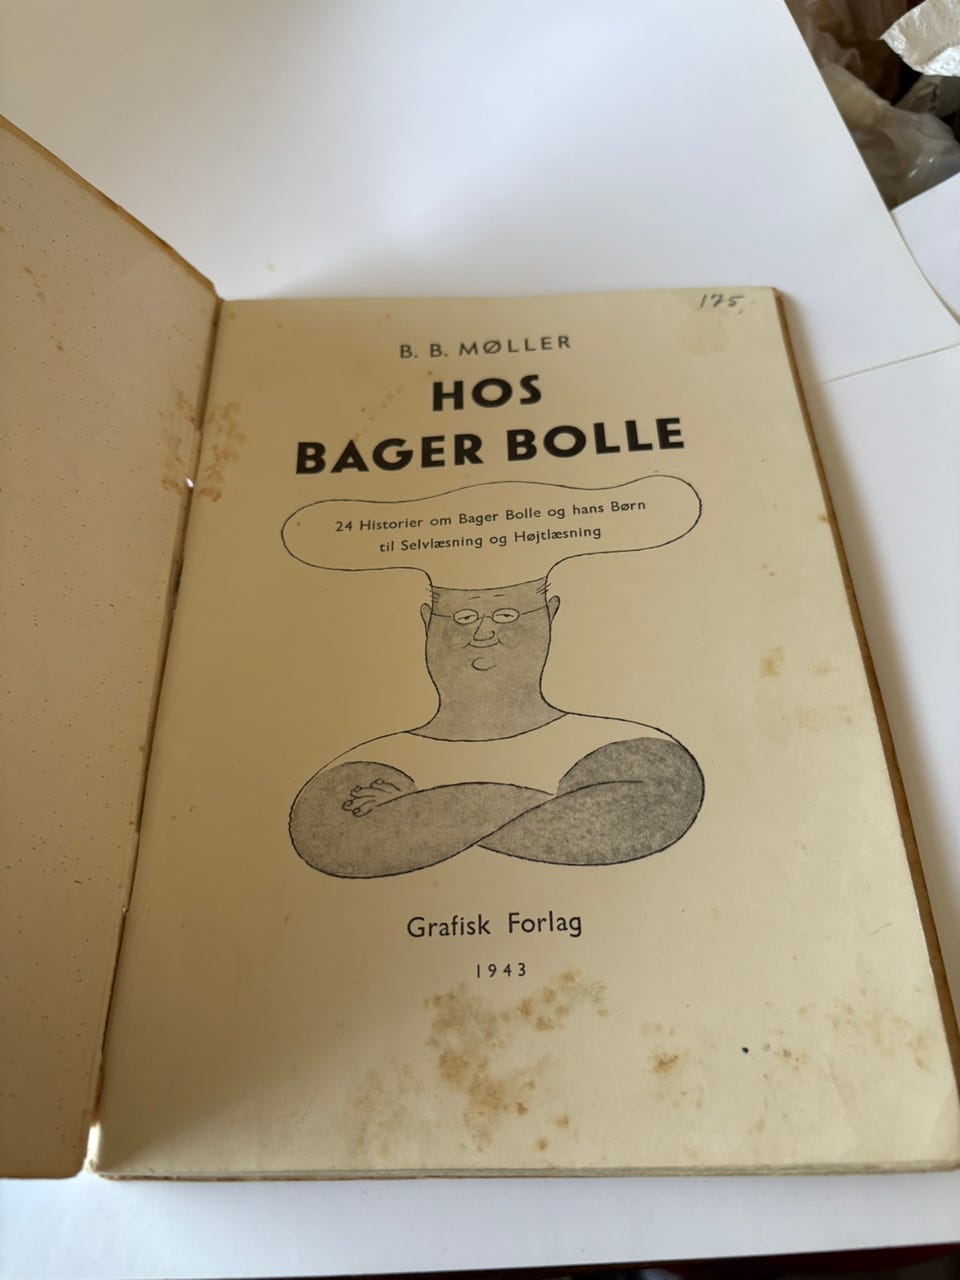 175,
B. B. MØLLER
HOS
BAGER BOLLE
24 Historier om Bager Bolle og hans Børn
til Selvlæsning og Højtlæsning
Grafisk Forlag
1943